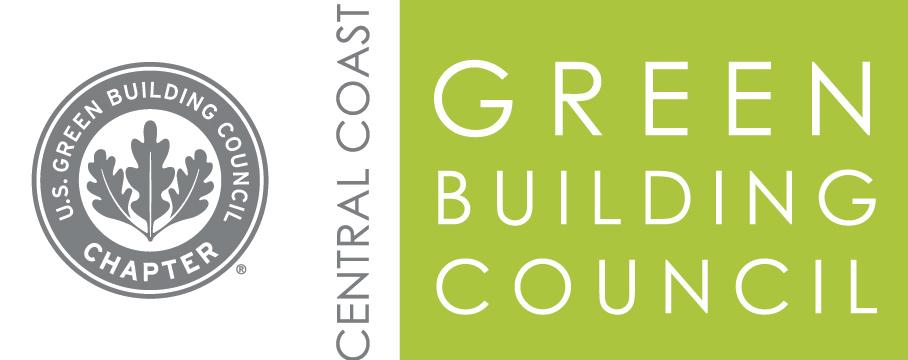 U.S. GREEN BUILDING COUNCIL
CHAPTER
®
CENTRAL COAST
GREEN
BUILDING
COUNCIL